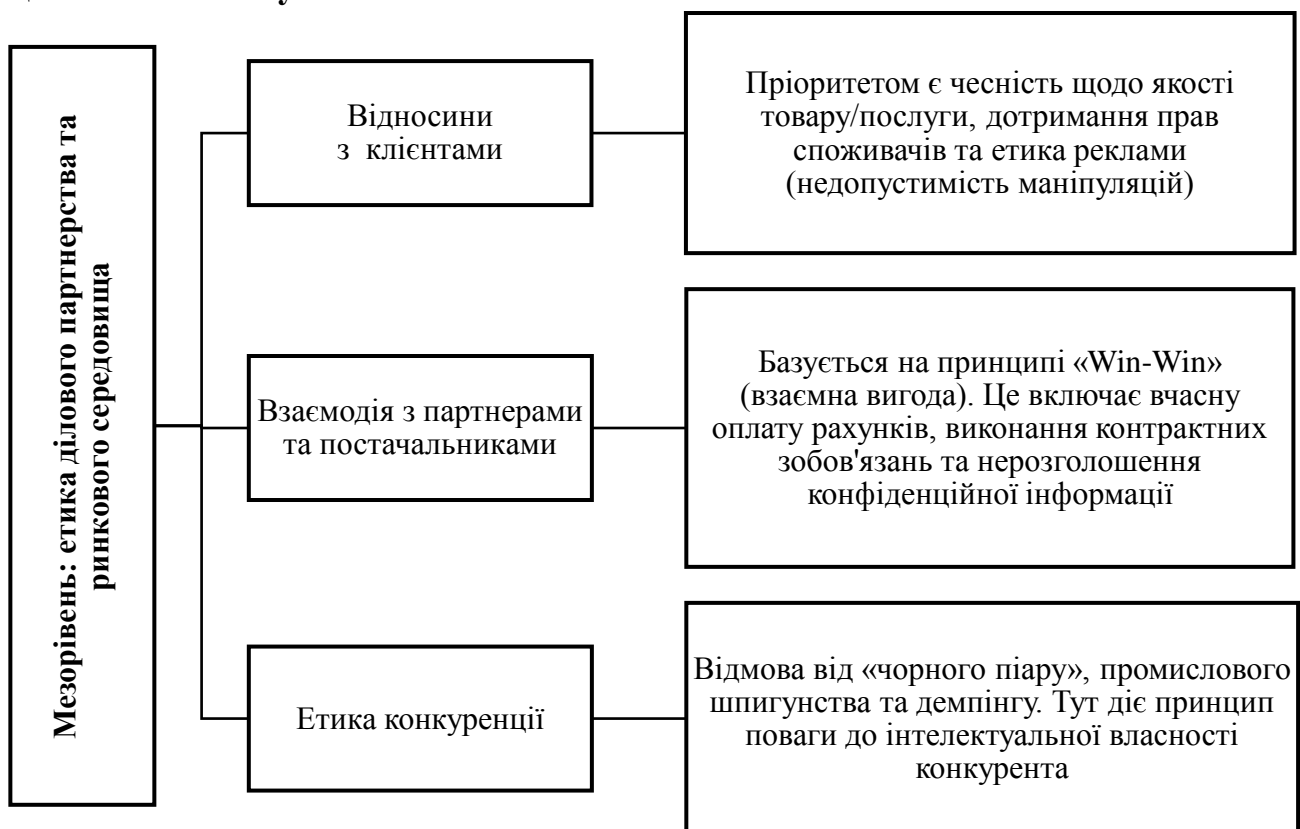 Мезорівень: етика ділового партнерства та
ринкового середовища
Відносини
з клієнтами
Пріоритетом є чесність щодо якості
товару/послуги, дотримання прав
споживачів та етика реклами
(недопустимість маніпуляцій)
Взаємодія з партнерами
та постачальниками
Базується на принципі «Win-Win»
(взаємна вигода). Це включає вчасну
оплату рахунків, виконання контрактних
зобов'язань та нерозголошення
конфіденційної інформації
Етика конкуренції
Відмова від «чорного піару», промислового
шпигунства та демпінгу. Тут діє принцип
поваги до інтелектуальної власності
конкурента